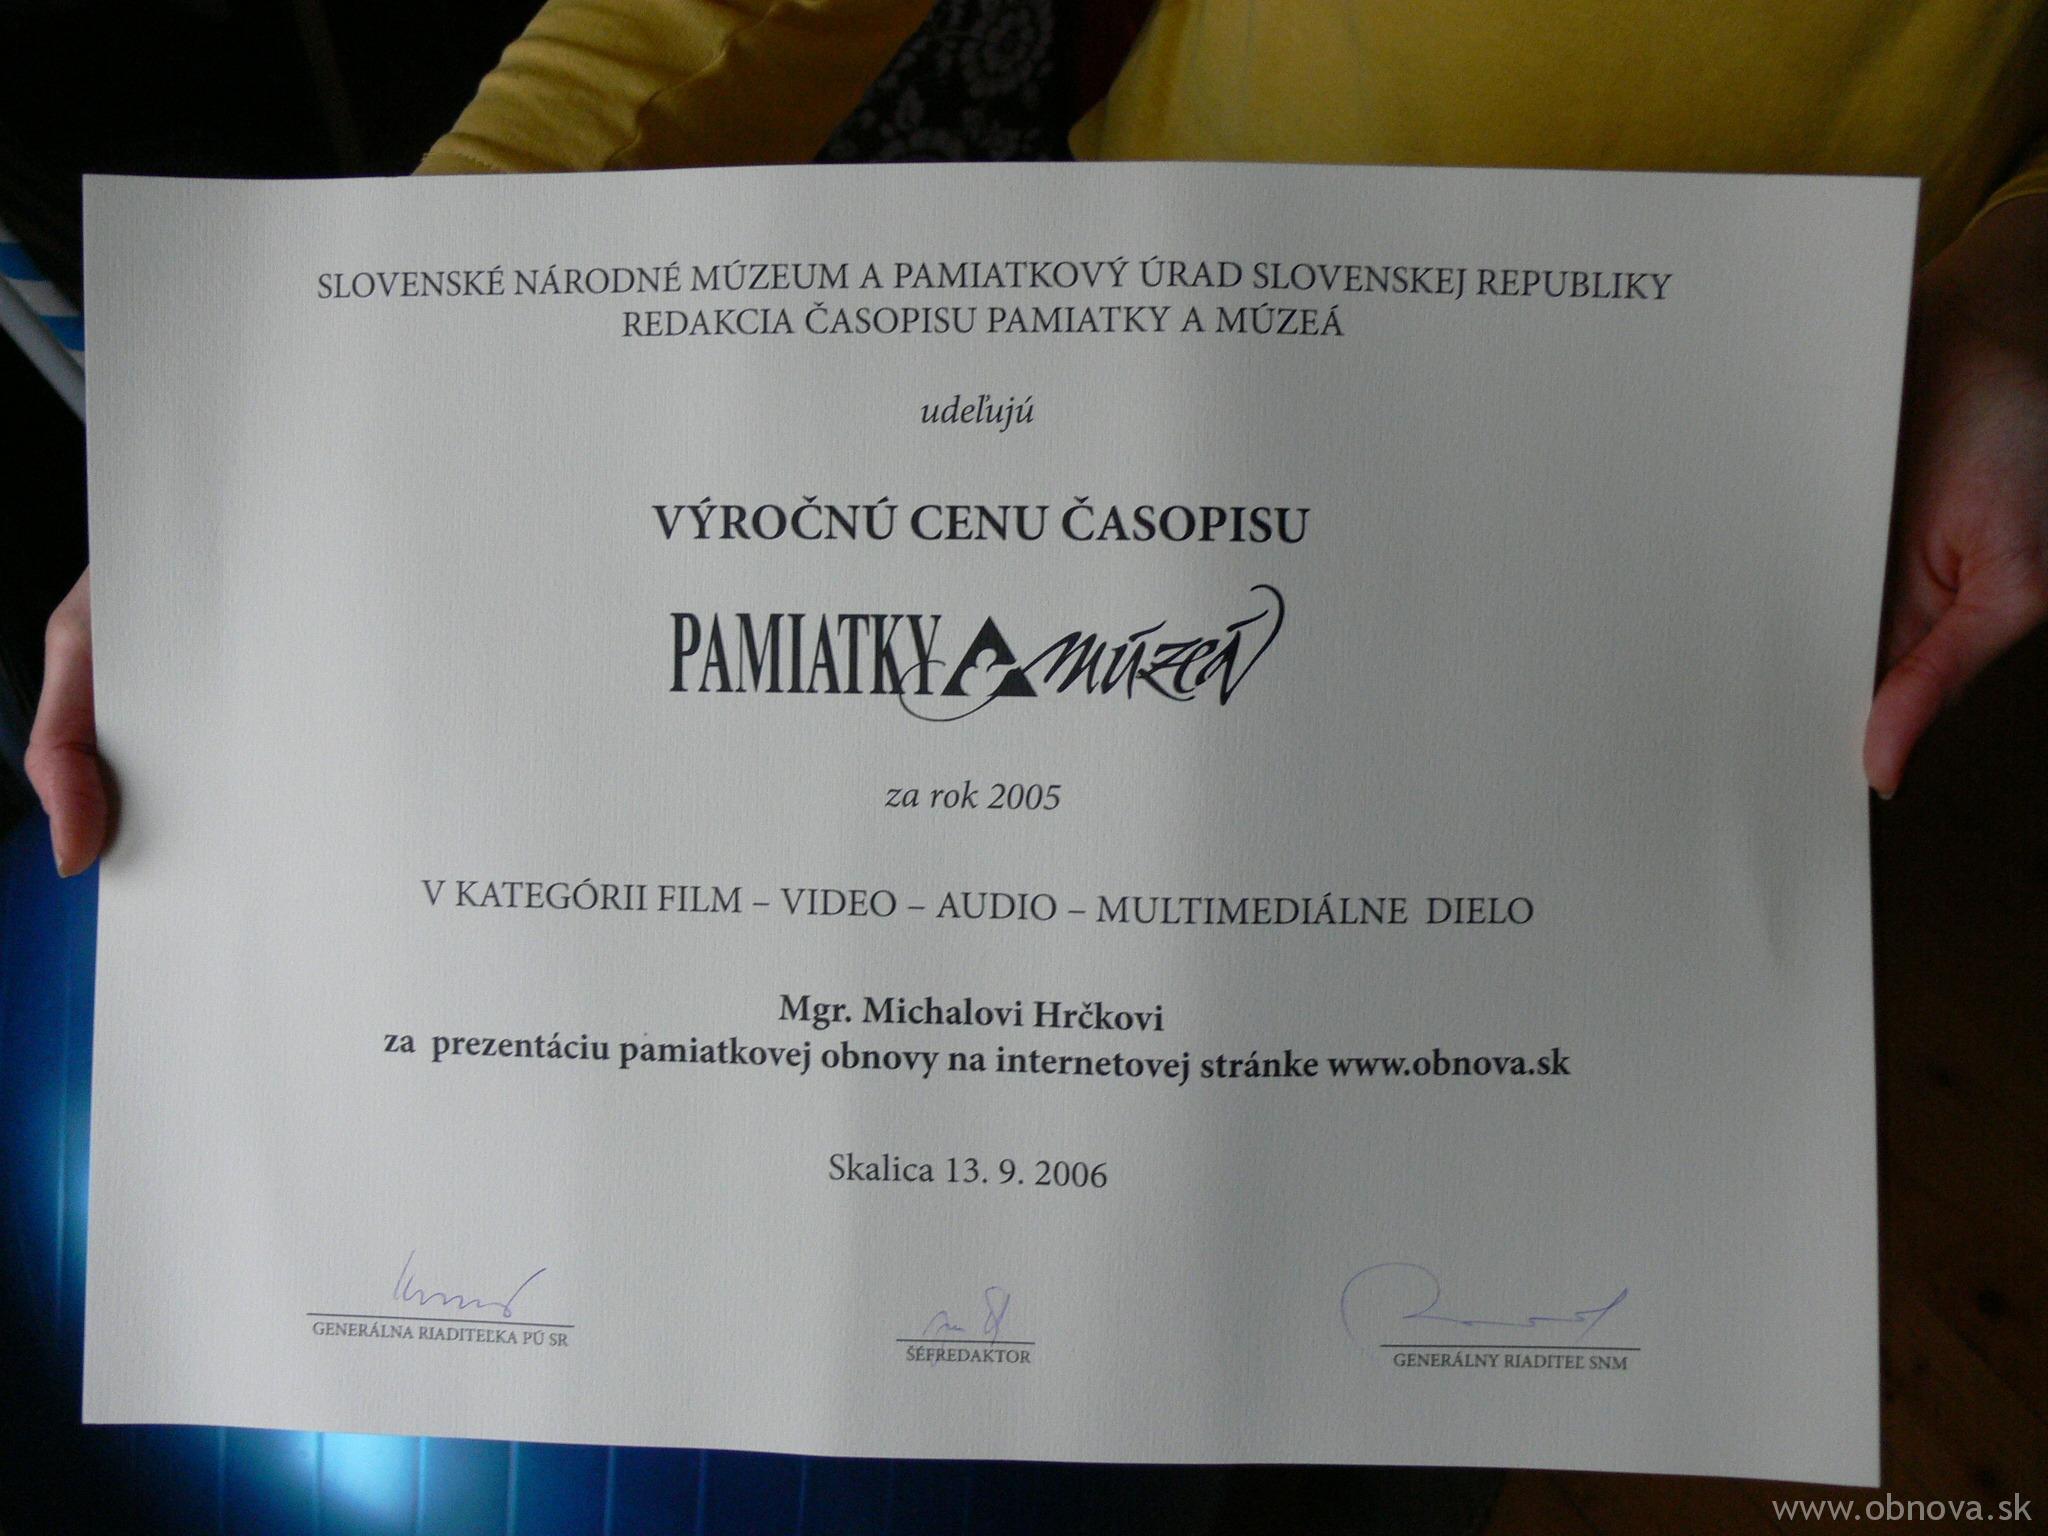 SLOVENSKÉ NÁRODNÉ MÚZEUM A PAMIATKOVÝ ÚRAD SLOVENSKEJ REPUBLIKY
REDAKCIA ČASOPISU PAMIATKY A MÚZEÁ
udeľujú
VÝROČNÚ CENU ČASOPISU
PAMIATKY A múzeá
za rok 2005
V KATEGÓRII FILM – VIDEO – AUDIO – MULTIMEDIÁLNE DIELO
Mgr. Michalovi Hrčkovi
za prezentáciu pamiatkovej obnovy na internetovej stránke www.obnova.sk
Skalica 13. 9. 2006
GENERÁLNA RIADITEĽKA PÚ SR
ŠÉFREDAKTOR
GENERÁLNY RIADITEĽ SNM
www.obnova.sk